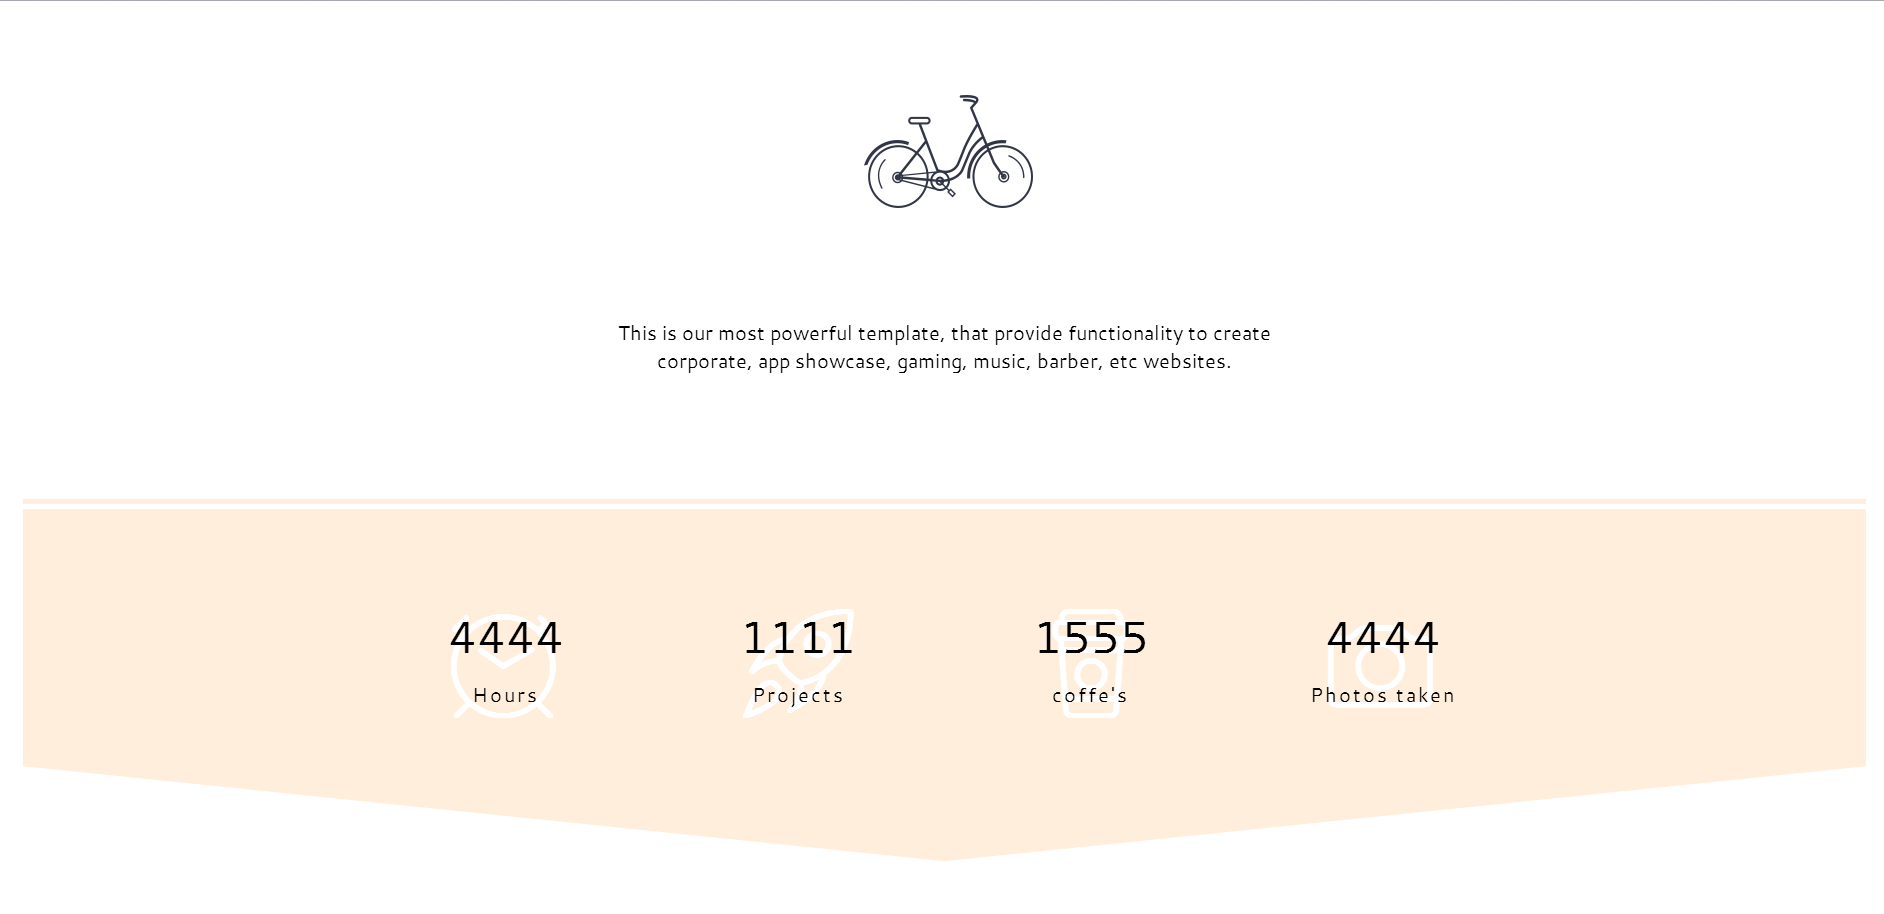 This is our most powerful template, that provide functionality to create
corporate, app showcase, gaming, music, barber, etc websites.
4444
Hours
1111
Projects
1555
coffe's
4444
Photos taken